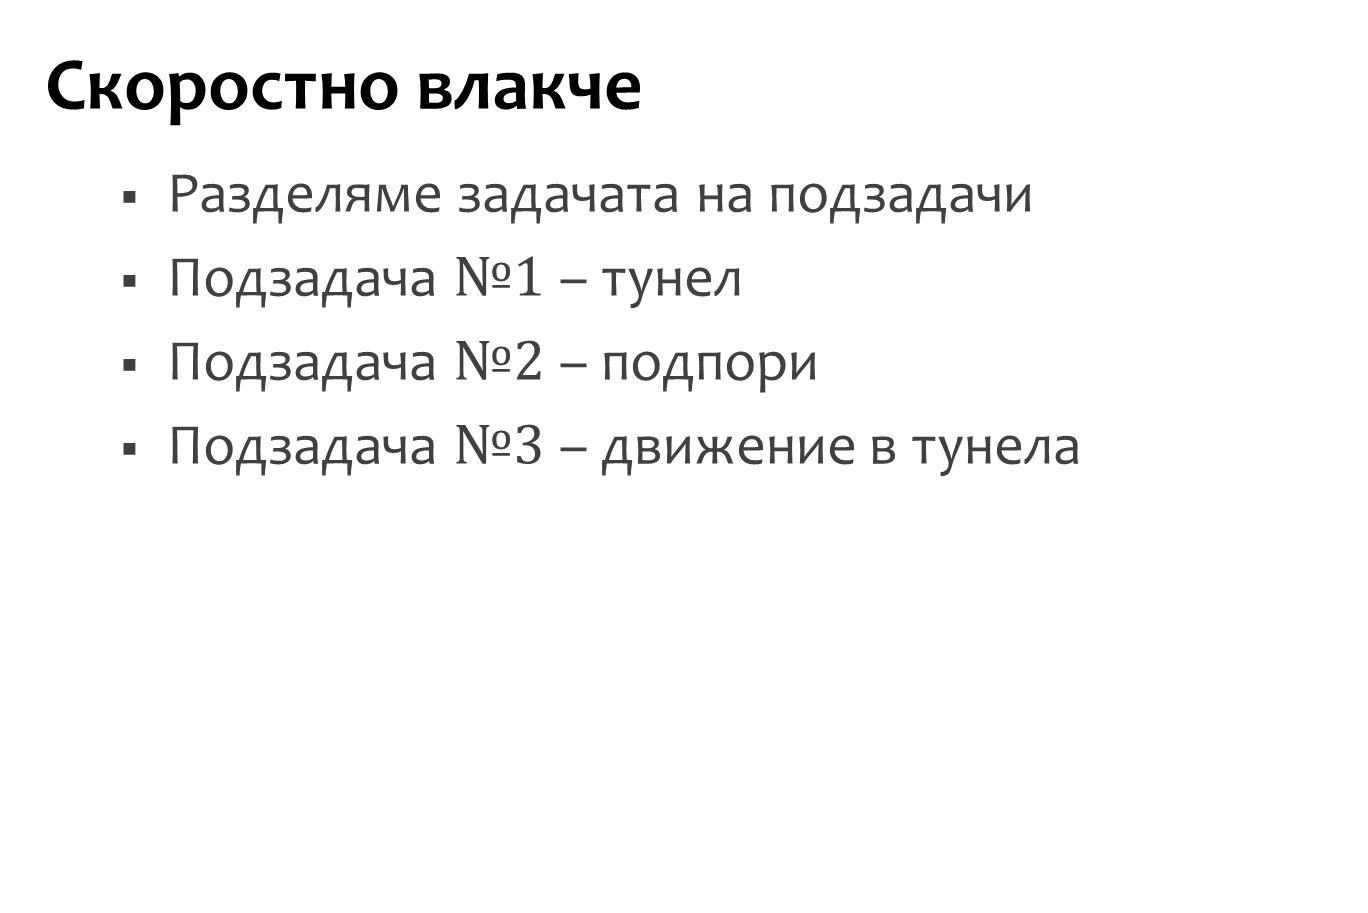 Скоростно влакче
▪ Разделяме задачата на подзадачи
▪ Подзадача №1 – тунел
▪ Подзадача №2 – подпори
▪ Подзадача №3 – движение в тунела